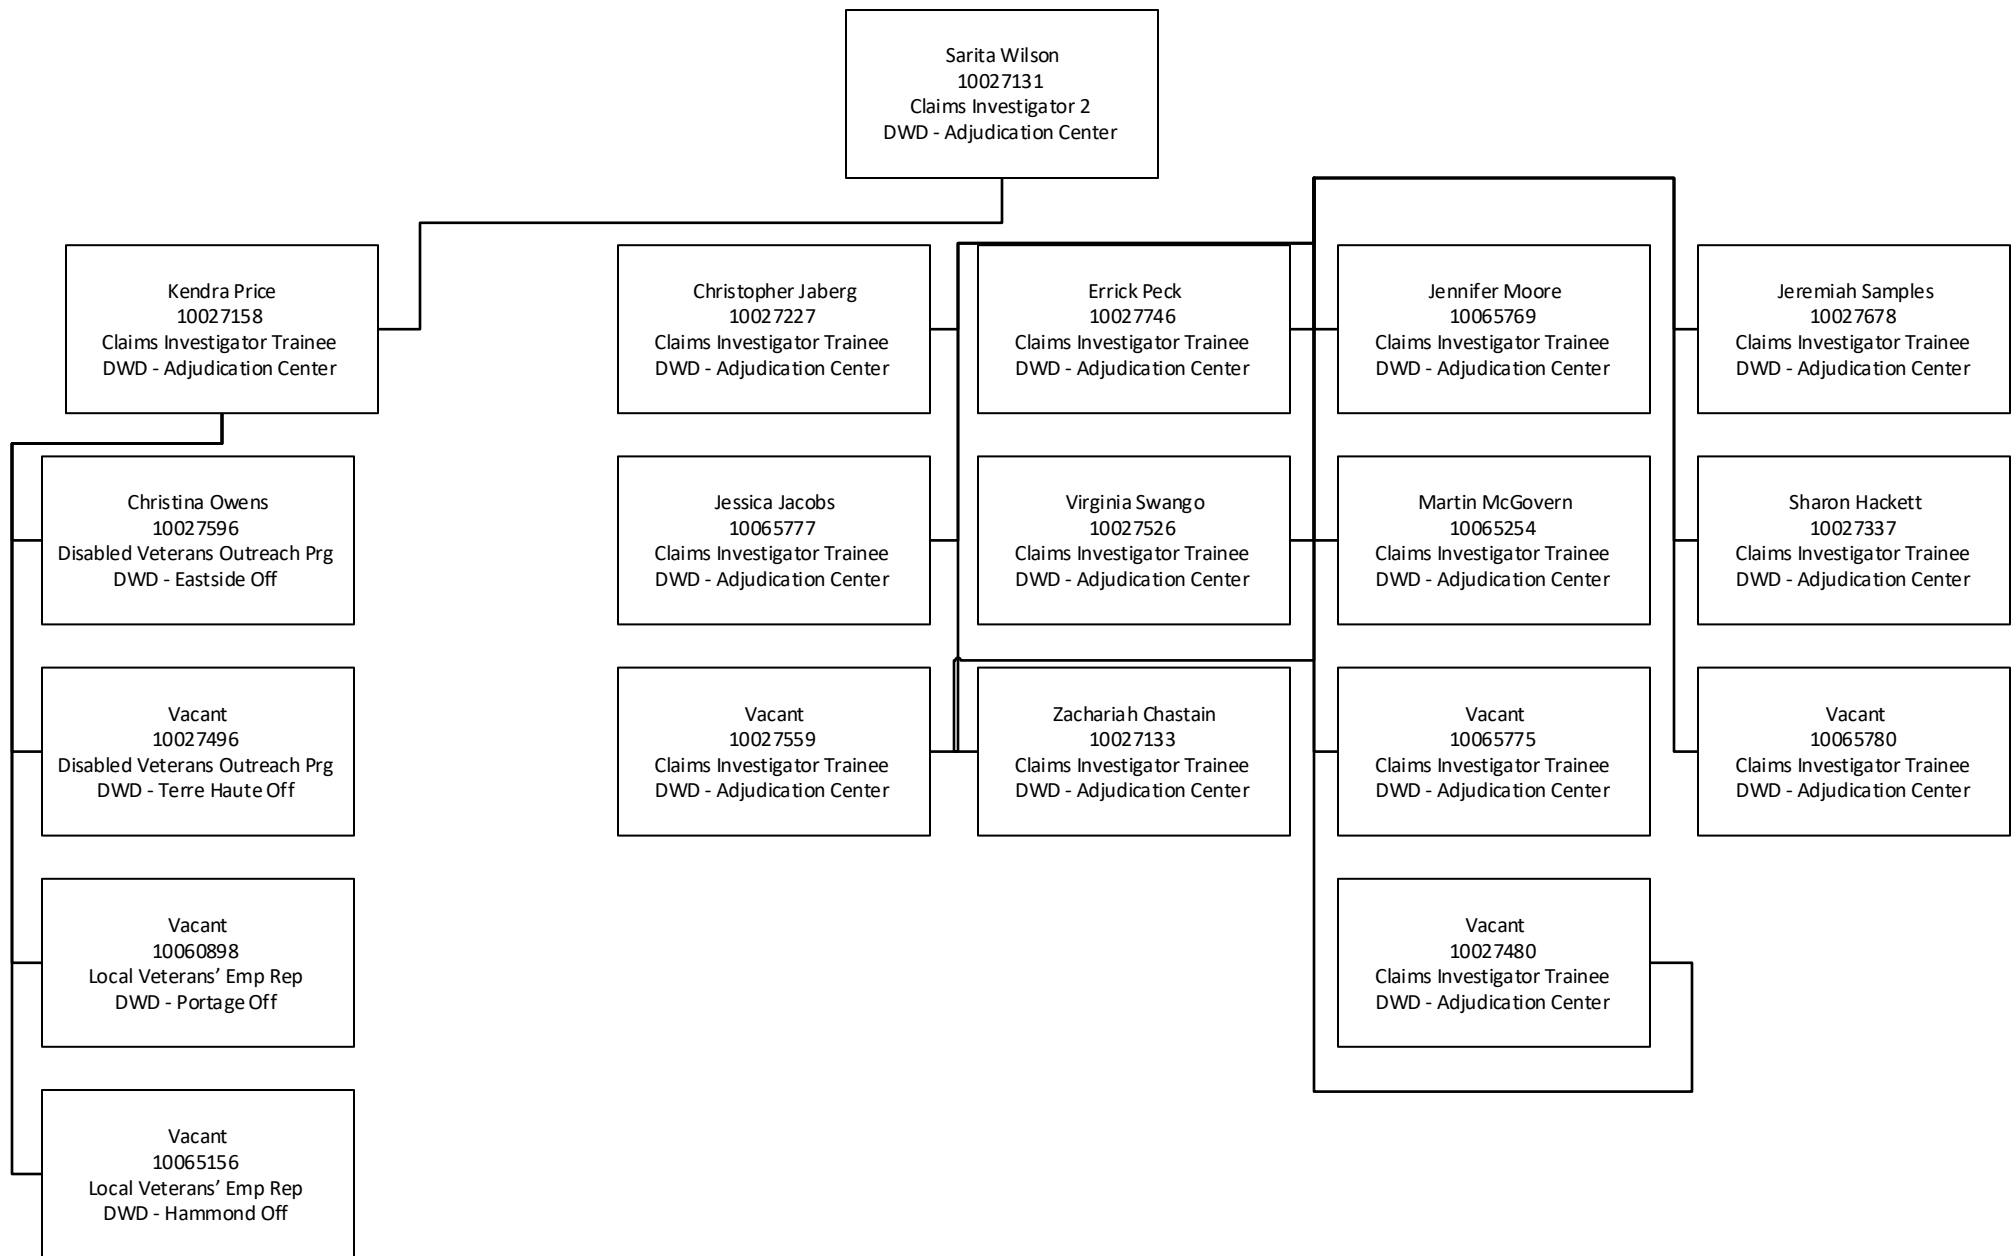 Sarita Wilson
10027131
Claims Investigator 2
DWD - Adjudication Center
Kendra Price
10027158
Claims Investigator Trainee
DWD - Adjudication Center
Christopher Jaberg
10027227
Claims Investigator Trainee
DWD - Adjudication Center
Errick Peck
10027746
Claims Investigator Trainee
DWD - Adjudication Center
Jennifer Moore
10065769
Claims Investigator Trainee
DWD - Adjudication Center
Jeremiah Samples
10027678
Claims Investigator Trainee
DWD - Adjudication Center
Christina Owens
10027596
Disabled Veterans Outreach Prg
DWD - Eastside Off
Jessica Jacobs
10065777
Claims Investigator Trainee
DWD - Adjudication Center
Virginia Swango
10027526
Claims Investigator Trainee
DWD - Adjudication Center
Martin McGovern
10065254
Claims Investigator Trainee
DWD - Adjudication Center
Sharon Hackett
10027337
Claims Investigator Trainee
DWD - Adjudication Center
Vacant
10027496
Disabled Veterans Outreach Prg
DWD - Terre Haute Off
Vacant
10027559
Claims Investigator Trainee
DWD - Adjudication Center
Zachariah Chastain
10027133
Claims Investigator Trainee
DWD - Adjudication Center
Vacant
10065775
Claims Investigator Trainee
DWD - Adjudication Center
Vacant
10065780
Claims Investigator Trainee
DWD - Adjudication Center
Vacant
10060898
Local Veterans’ Emp Rep
DWD - Portage Off
Vacant
10027480
Claims Investigator Trainee
DWD - Adjudication Center
Vacant
10065156
Local Veterans’ Emp Rep
DWD - Hammond Off